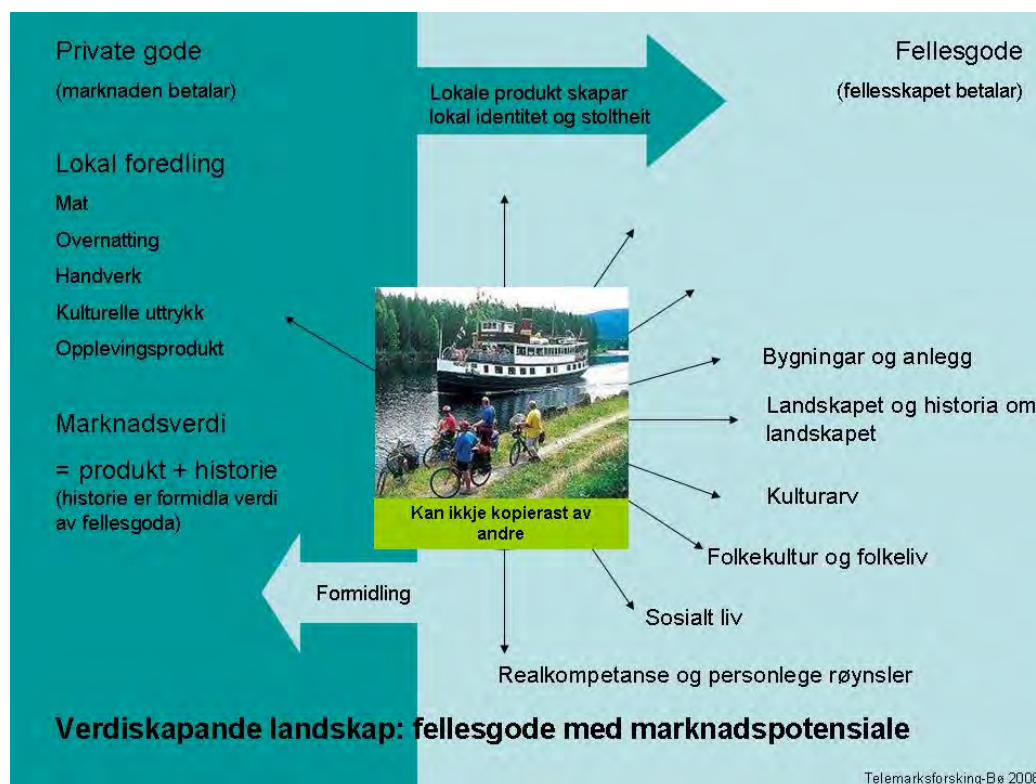 Private gode
(marknaden betalar)
Lokale produkt skapar
lokal identitet og stoltheit
Fellesgode
(fellesskapet betalar)
Lokal foredling
Mat
Overnatting
Handverk
Kulturelle uttrykk
Opplevingsprodukt
Marknadsverdi
= produkt + historie
(historie er formidla verdi
av fellesgoda)
Kan ikkje kopierast av
andre
Formidling
Bygningar og anlegg
Landskapet og historia om
landskapet
Kulturarv
Folkekultur og folkeliv
Sosialt liv
Realkompetanse og personlege røynsler
Verdiskapande landskap: fellesgode med marknadspotensiale
Telemarksforsking-Bø